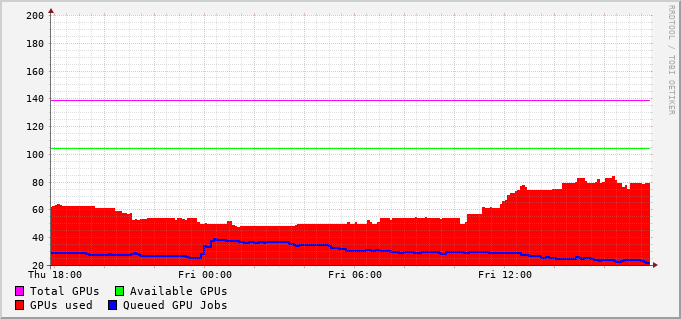 200
180
160
140
120
100
80
60
40
20
Thu 18:00 Fri 00:00 Fri 06:00 Fri 12:00
Total GPUs Available GPUs
GPUs used Queued GPU Jobs
RRDTOOL / TOBI OETIKER